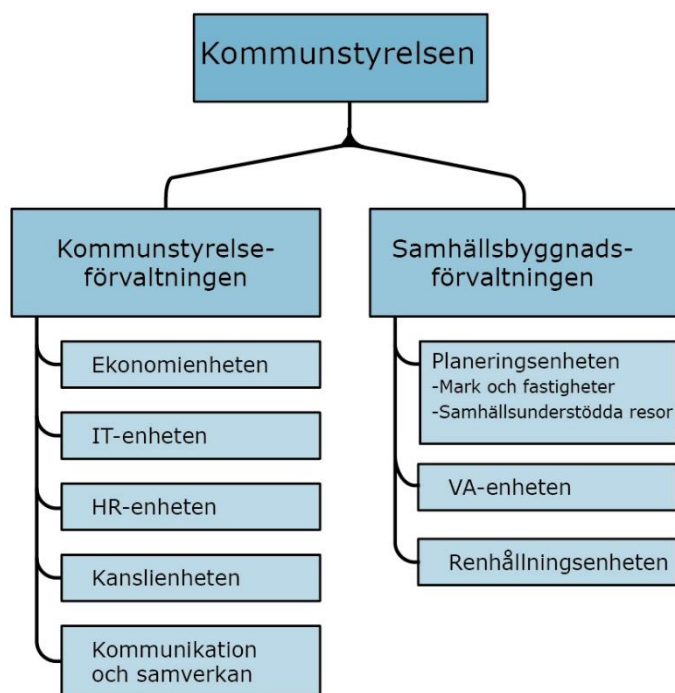 Kommunstyrelsen
Kommunstyrelse-
förvaltningen
Ekonomienheten
IT-enheten
HR-enheten
Kanslienheten
Kommunikation
och samverkan
Samhällsbyggnads-
förvaltningen
Planeringsenheten
-Mark och fastigheter
-Samhällsunderstödda resor
VA-enheten
Renhållningsenheten